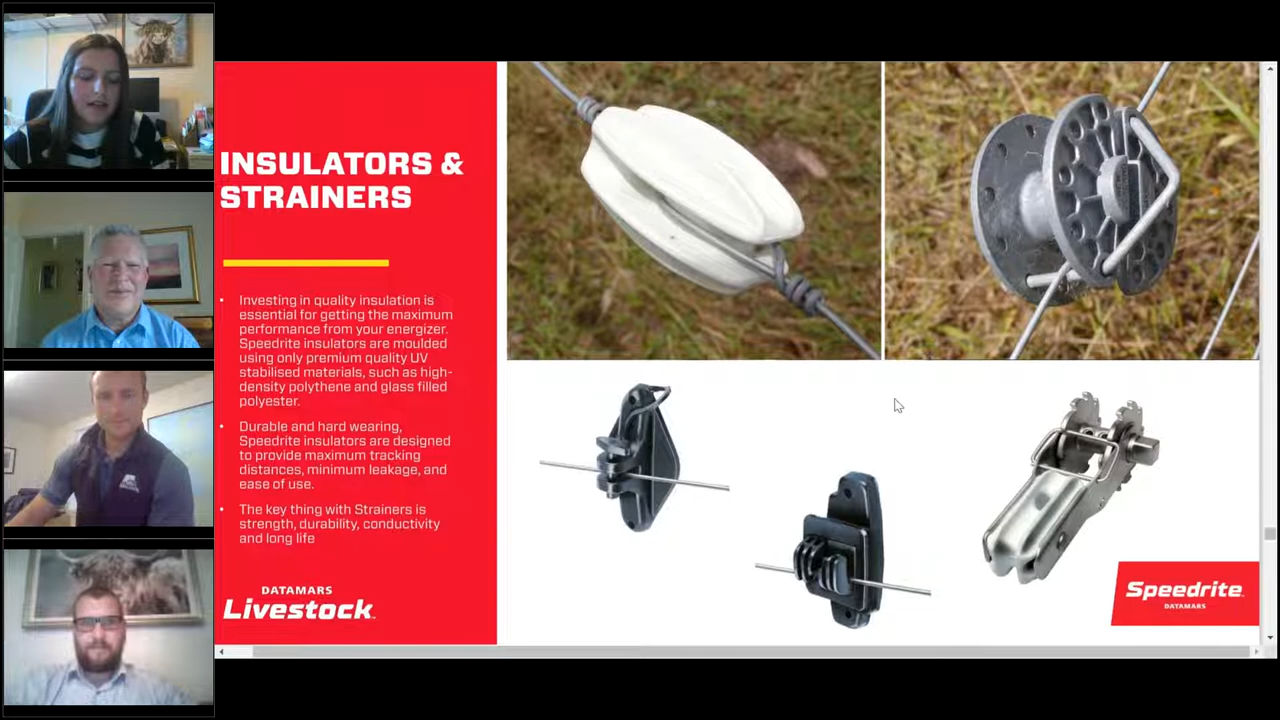 INSULATORS &
STRAINERS
• Investing in quality insulation is
essential for getting the maximum
performance from your energizer.
Speedrite insulators are moulded
using only premium quality UV
stabilised materials, such as high-
density polythene and glass filled
polyester.
• Durable and hard wearing,
Speedrite insulators are designed
to provide maximum tracking
distances, minimum leakage, and
ease of use.
• The key thing with Strainers is
strength, durability, conductivity
and long life
DATAMARS
Livestock
Speedrite
DATAMARS